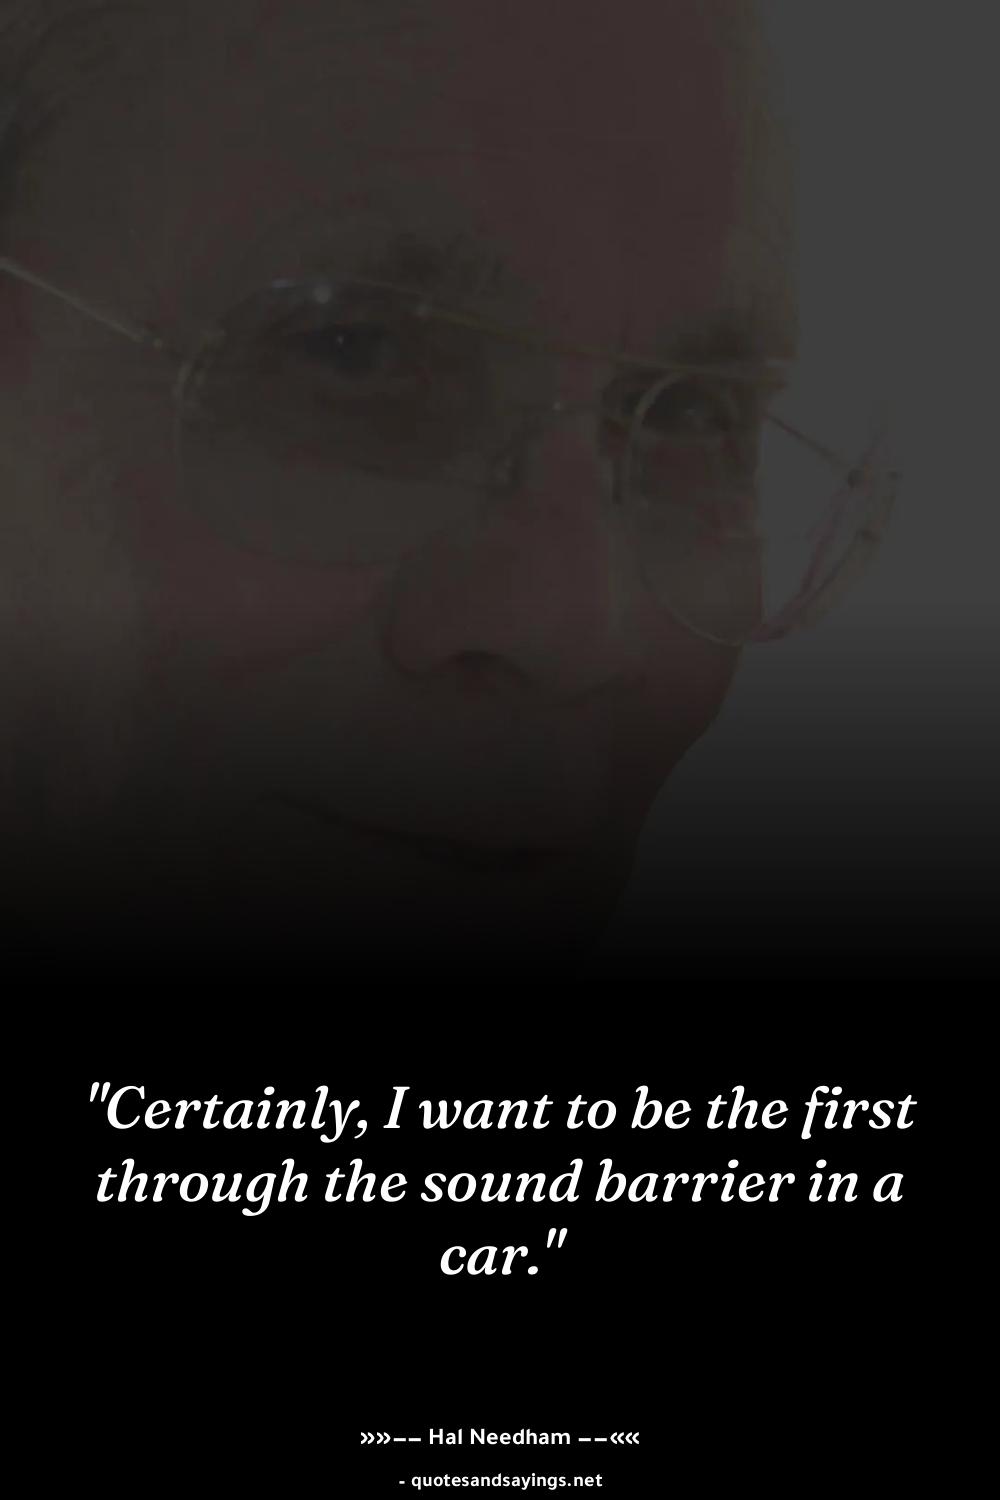 "Certainly, I want to be the first
through the sound barrier in a
car."
»»−− Hal Needham −−««
- quotesandsayings.net